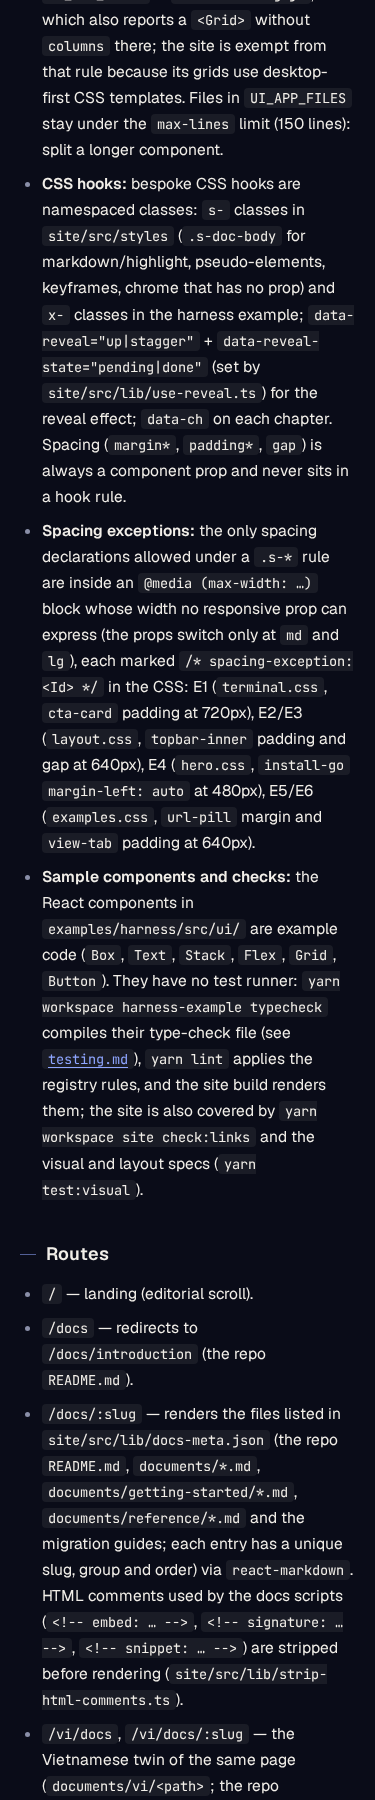 which also reports a <Grid> without
columns there; the site is exempt from
that rule because its grids use desktop-
first CSS templates. Files in UI_APP_FILES
stay under the max-lines limit (150 lines):
split a longer component.
• CSS hooks: bespoke CSS hooks are
namespaced classes: s- classes in
site/src/styles (.s-doc-body for
markdown/highlight, pseudo-elements,
keyframes, chrome that has no prop) and
x- classes in the harness example; data-
reveal="up|stagger" + data-reveal-
state="pending|done" (set by
site/src/lib/use-reveal.ts) for the
reveal effect; data-ch on each chapter.
Spacing (margin*, padding*, gap) is
always a component prop and never sits in
a hook rule.
• Spacing exceptions: the only spacing
declarations allowed under a .s-* rule
are inside an @media (max-width: …)
block whose width no responsive prop can
express (the props switch only at md and
lg), each marked /* spacing-exception:
<Id> */ in the CSS: E1 (terminal.css,
cta-card padding at 720px), E2/E3
(layout.css, topbar-inner padding and
gap at 640px), E4 (hero.css, install-go
margin-left: auto at 480px), E5/E6
(examples.css, url-pill margin and
view-tab padding at 640px).
• Sample components and checks: the
React components in
examples/harness/src/ui/ are example
code (Box, Text, Stack, Flex, Grid,
Button). They have no test runner: yarn
workspace harness-example typecheck
compiles their type-check file (see
testing.md), yarn lint applies the
registry rules, and the site build renders
them; the site is also covered by yarn
workspace site check:links and the
visual and layout specs (yarn
test:visual).
— Routes
• / — landing (editorial scroll).
• /docs — redirects to
/docs/introduction (the repo
README.md).
• /docs/:slug — renders the files listed in
site/src/lib/docs-meta.json (the repo
README.md, documents/*.md,
documents/getting-started/*.md,
documents/reference/*.md and the
migration guides; each entry has a unique
slug, group and order) via react-markdown.
HTML comments used by the docs scripts
(<!-- embed: … -->, <!-- signature: …
-->, <!-- snippet: … -->) are stripped
before rendering (site/src/lib/strip-
html-comments.ts).
• /vi/docs, /vi/docs/:slug — the
Vietnamese twin of the same page
(documents/vi/<path>; the repo